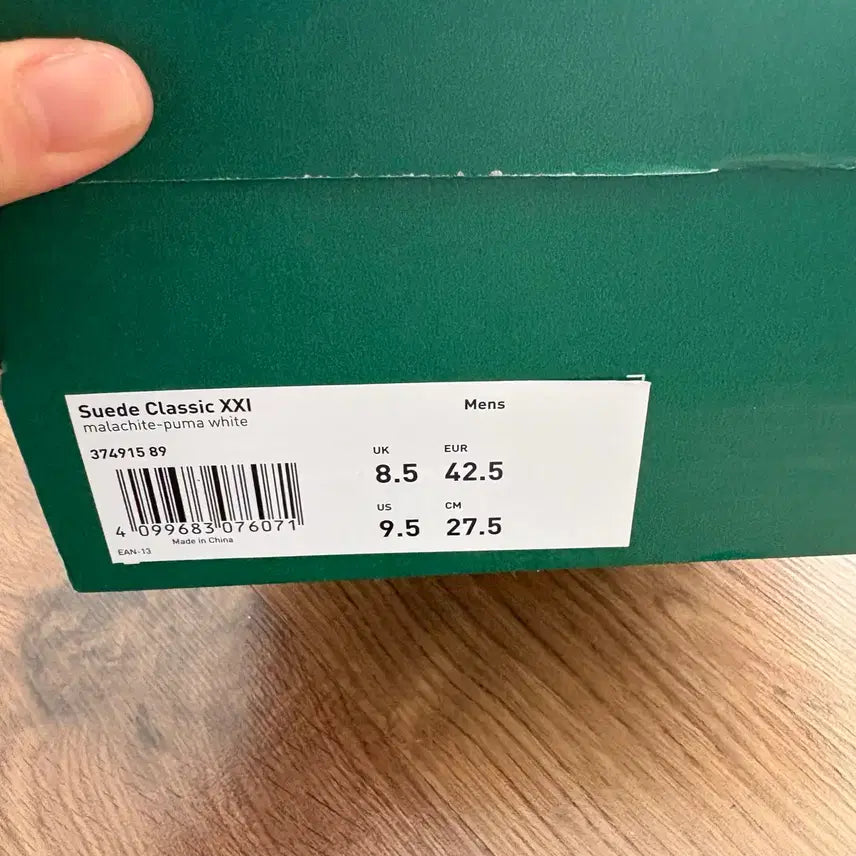 Suede Classic XXI
malachite-puma white
Mens
374915 89
UK EUR
8.5 42.5
US CM
9.5 27.5
4 099683 076071
Made in China
EAN-13